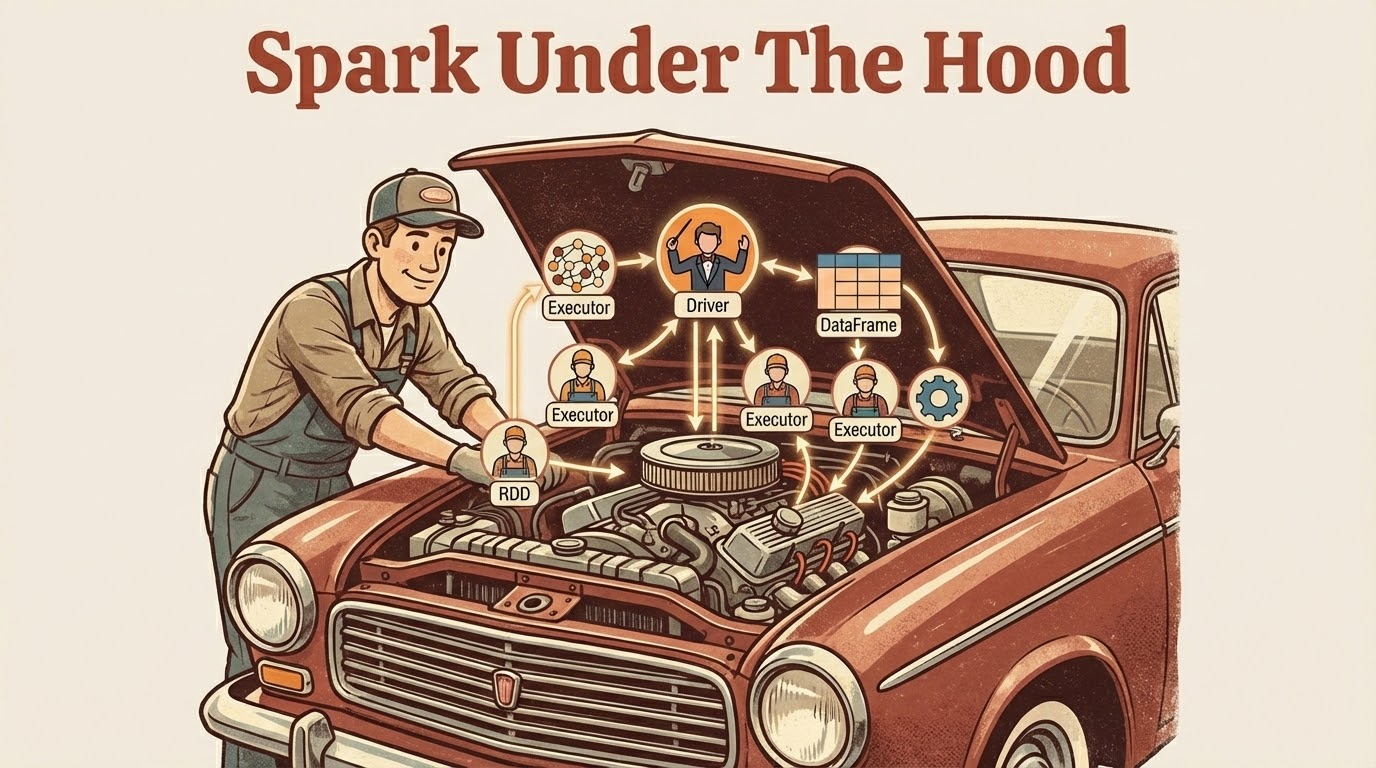 Spark Under The Hood
Executor
Driver
DataFrame
Executor
Executor
Executor
RDD